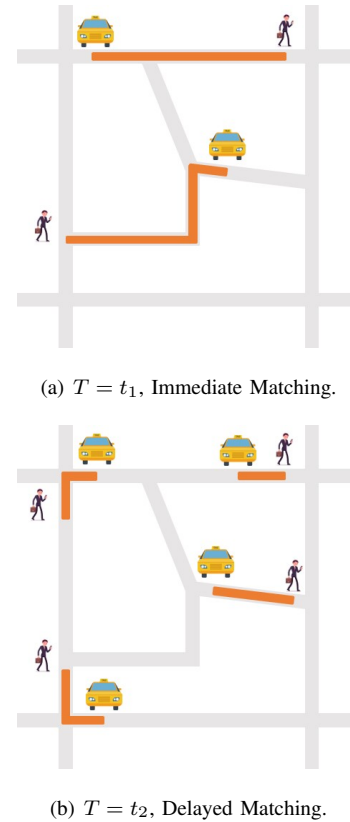 (a) T = t₁, Immediate Matching.
(b) T = t₂, Delayed Matching.